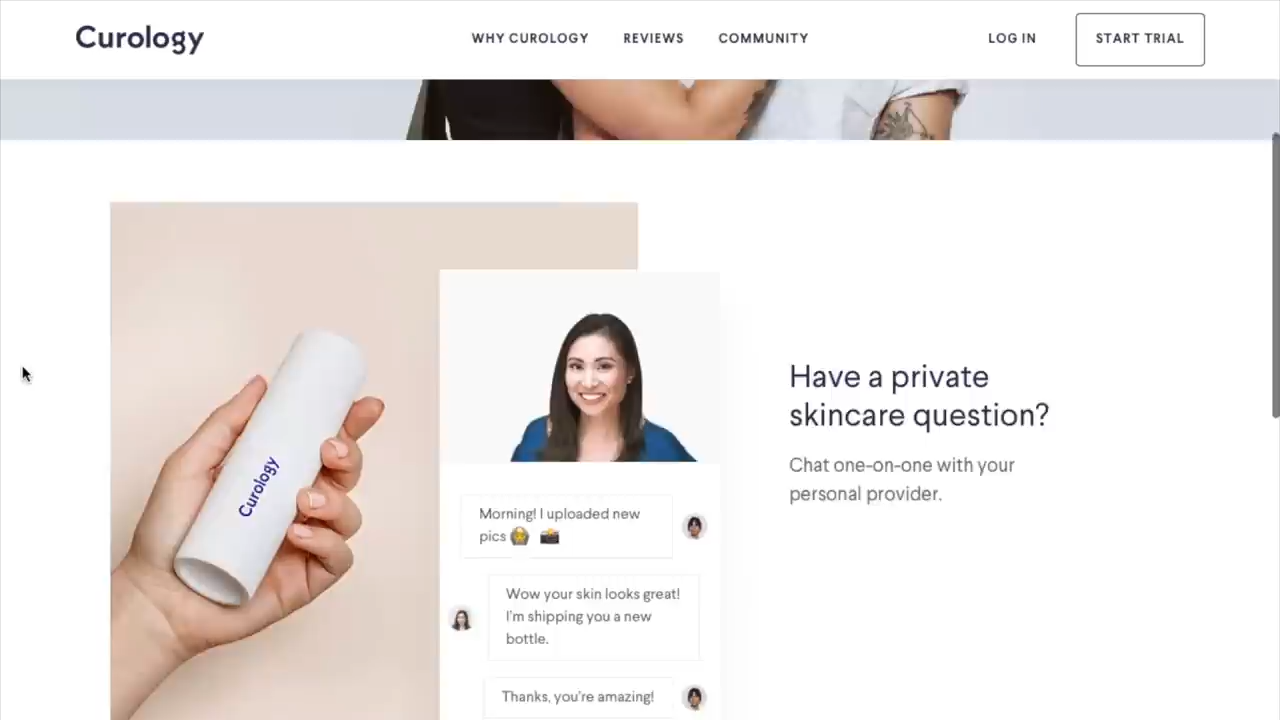 Curology
WHY CUROLOGY
REVIEWS
COMMUNITY
LOG IN
START TRIAL
Curology
Have a private
skincare question?
Chat one-on-one with your
personal provider.
Morning! I uploaded new
pics
Wow your skin looks great!
I'm shipping you a new
bottle.
Thanks, you're amazing!